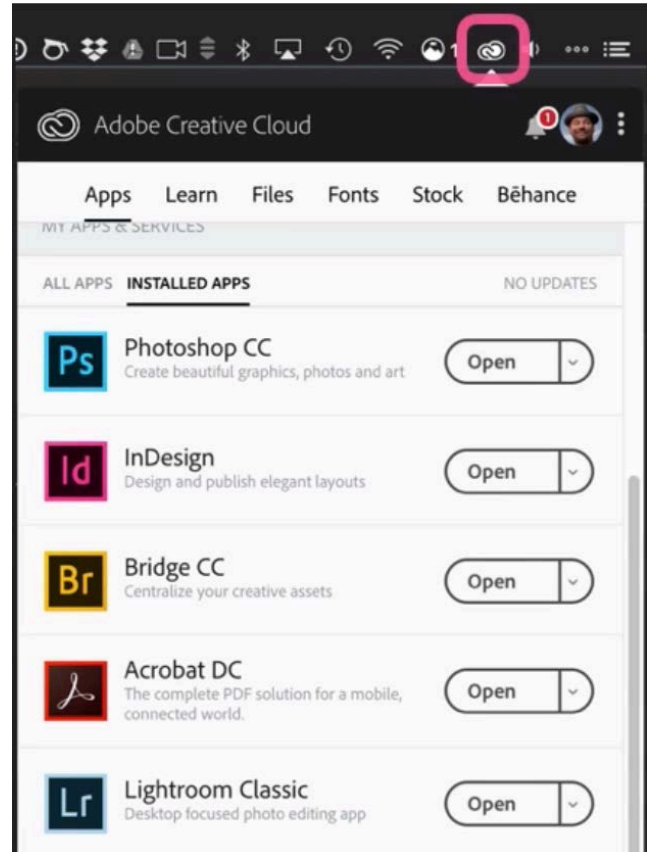 1
Adobe Creative Cloud
1
Apps Learn Files Fonts Stock Bēhance
MY APPS & SERVICES
ALL APPS INSTALLED APPS NO UPDATES
Ps
Photoshop CC
Create beautiful graphics, photos and art
Open
Id
InDesign
Design and publish elegant layouts
Open
Br
Bridge CC
Centralize your creative assets
Open
Acrobat DC
The complete PDF solution for a mobile,
connected world.
Open
Lr
Lightroom Classic
Desktop focused photo editing app
Open